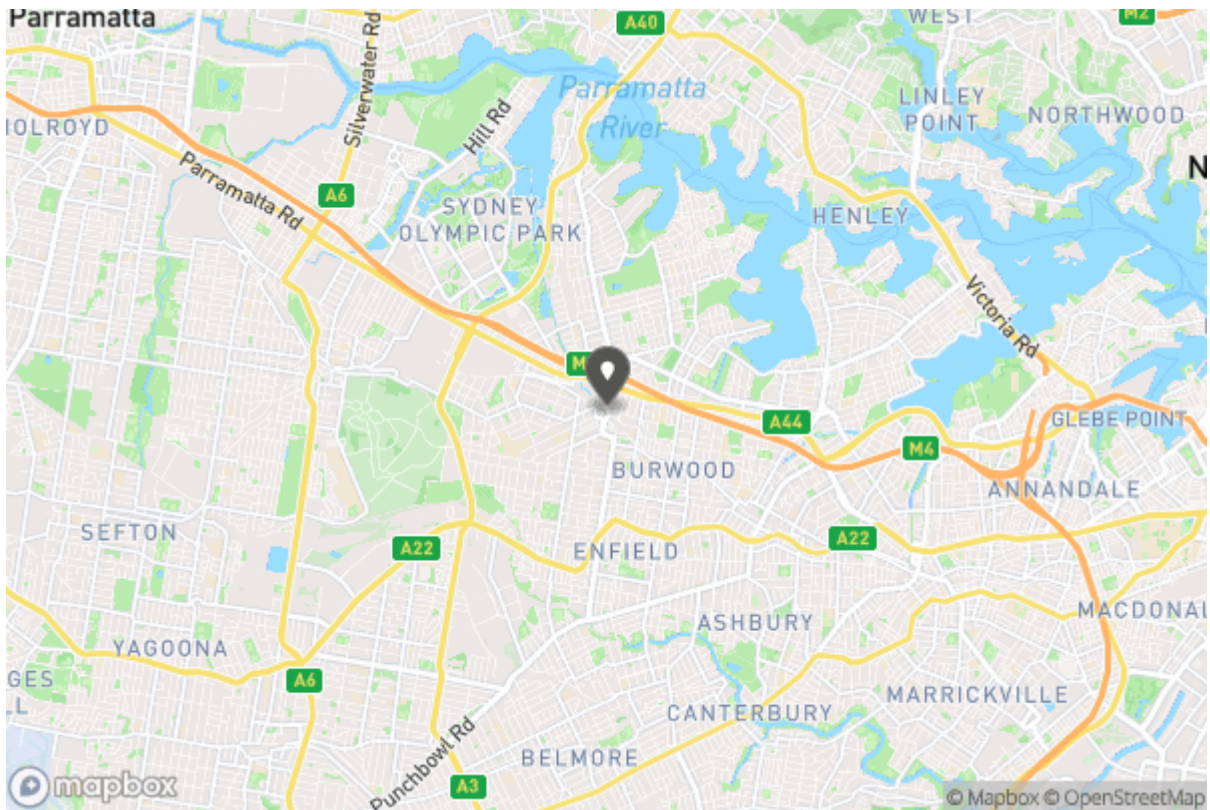 Parramatta
A40
WEST
M2
Silverwater Rd
Hill Rd
Parramatta
River
LINLEY
POINT
NORTHWOOD
HOLROYD
Parramatta Rd
A6
SYDNEY
OLYMPIC PARK
HENLEY
N
Victoria Rd
M
A44
GLEBE POINT
M4
BURWOOD
ANNANDALE
SEFTON
A22
ENFIELD
A22
ASHBURY
MACDONAL
YAGOONA
GES
LL
A6
MARRICKVILLE
CANTERBURY
Punchbowl Rd
BELMORE
A3
mapbox
© Mapbox © OpenStreetMap